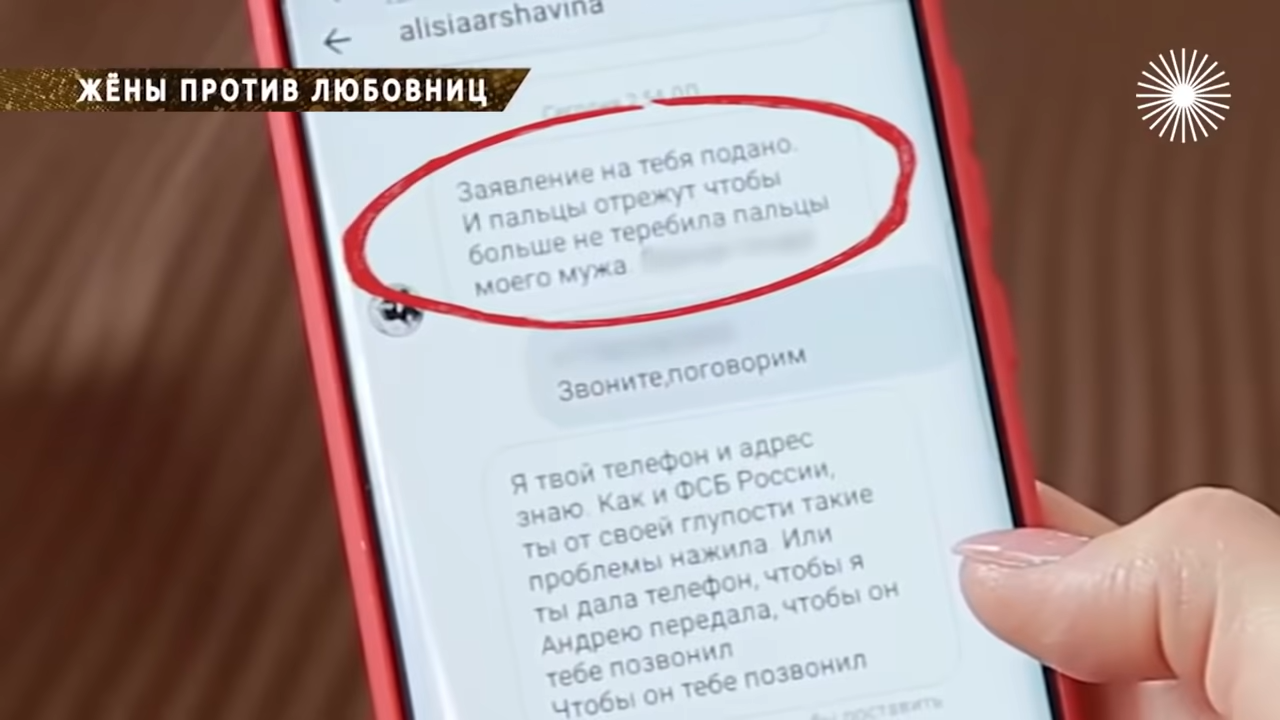 alisiaarshavina
ЖЁНЫ ПРОТИВ ЛЮБОВНИЦ
Заявление на тебя подано.
И пальцы отрежут чтобы
больше не теребила пальцы
моего мужа.
Звоните,поговорим
Я твой телефон и адрес
знаю. Как и ФСБ России,
ты от своей глупости такие
проблемы нажила. Или
ты дала телефон, чтобы я
Андрею передала, чтобы он
тебе позвонил
Чтобы он тебе позвонил
поставить